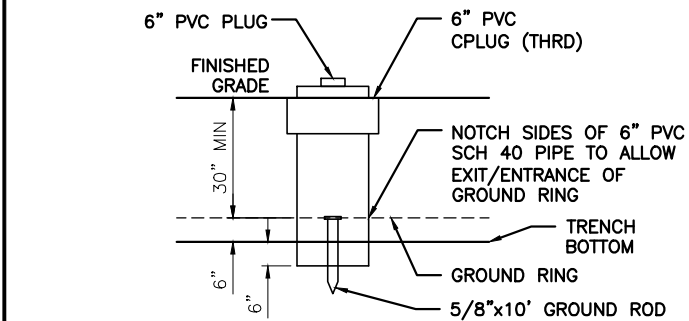 6" PVC PLUG
6" PVC
CPLUG (THRD)
FINISHED
GRADE
30" MIN
NOTCH SIDES OF 6" PVC
SCH 40 PIPE TO ALLOW
EXIT/ENTRANCE OF
GROUND RING
TRENCH
BOTTOM
6"
6"
GROUND RING
5/8"x10' GROUND ROD